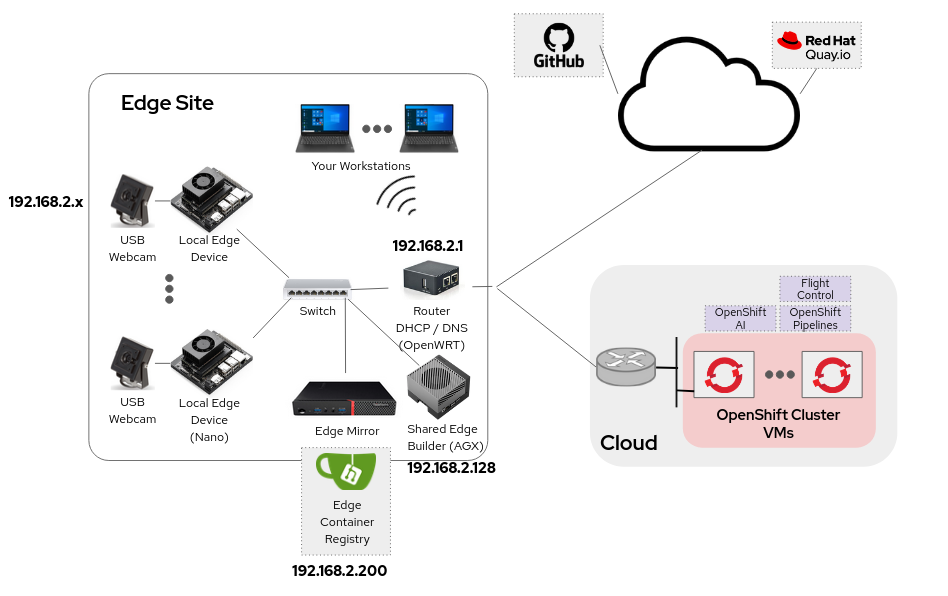 GitHub
Red Hat
Quay.io
Edge Site
Your Workstations
192.168.2.x
USB
Webcam
Local Edge
Device
192.168.2.1
Switch
Router
DHCP / DNS
(OpenWRT)
USB
Webcam
Local Edge
Device
(Nano)
Edge Mirror
Shared Edge
Builder (AGX)
192.168.2.128
Edge
Container
Registry
192.168.2.200
Flight
Control
OpenShift
AI
OpenShift
Pipelines
OpenShift Cluster
VMs
Cloud